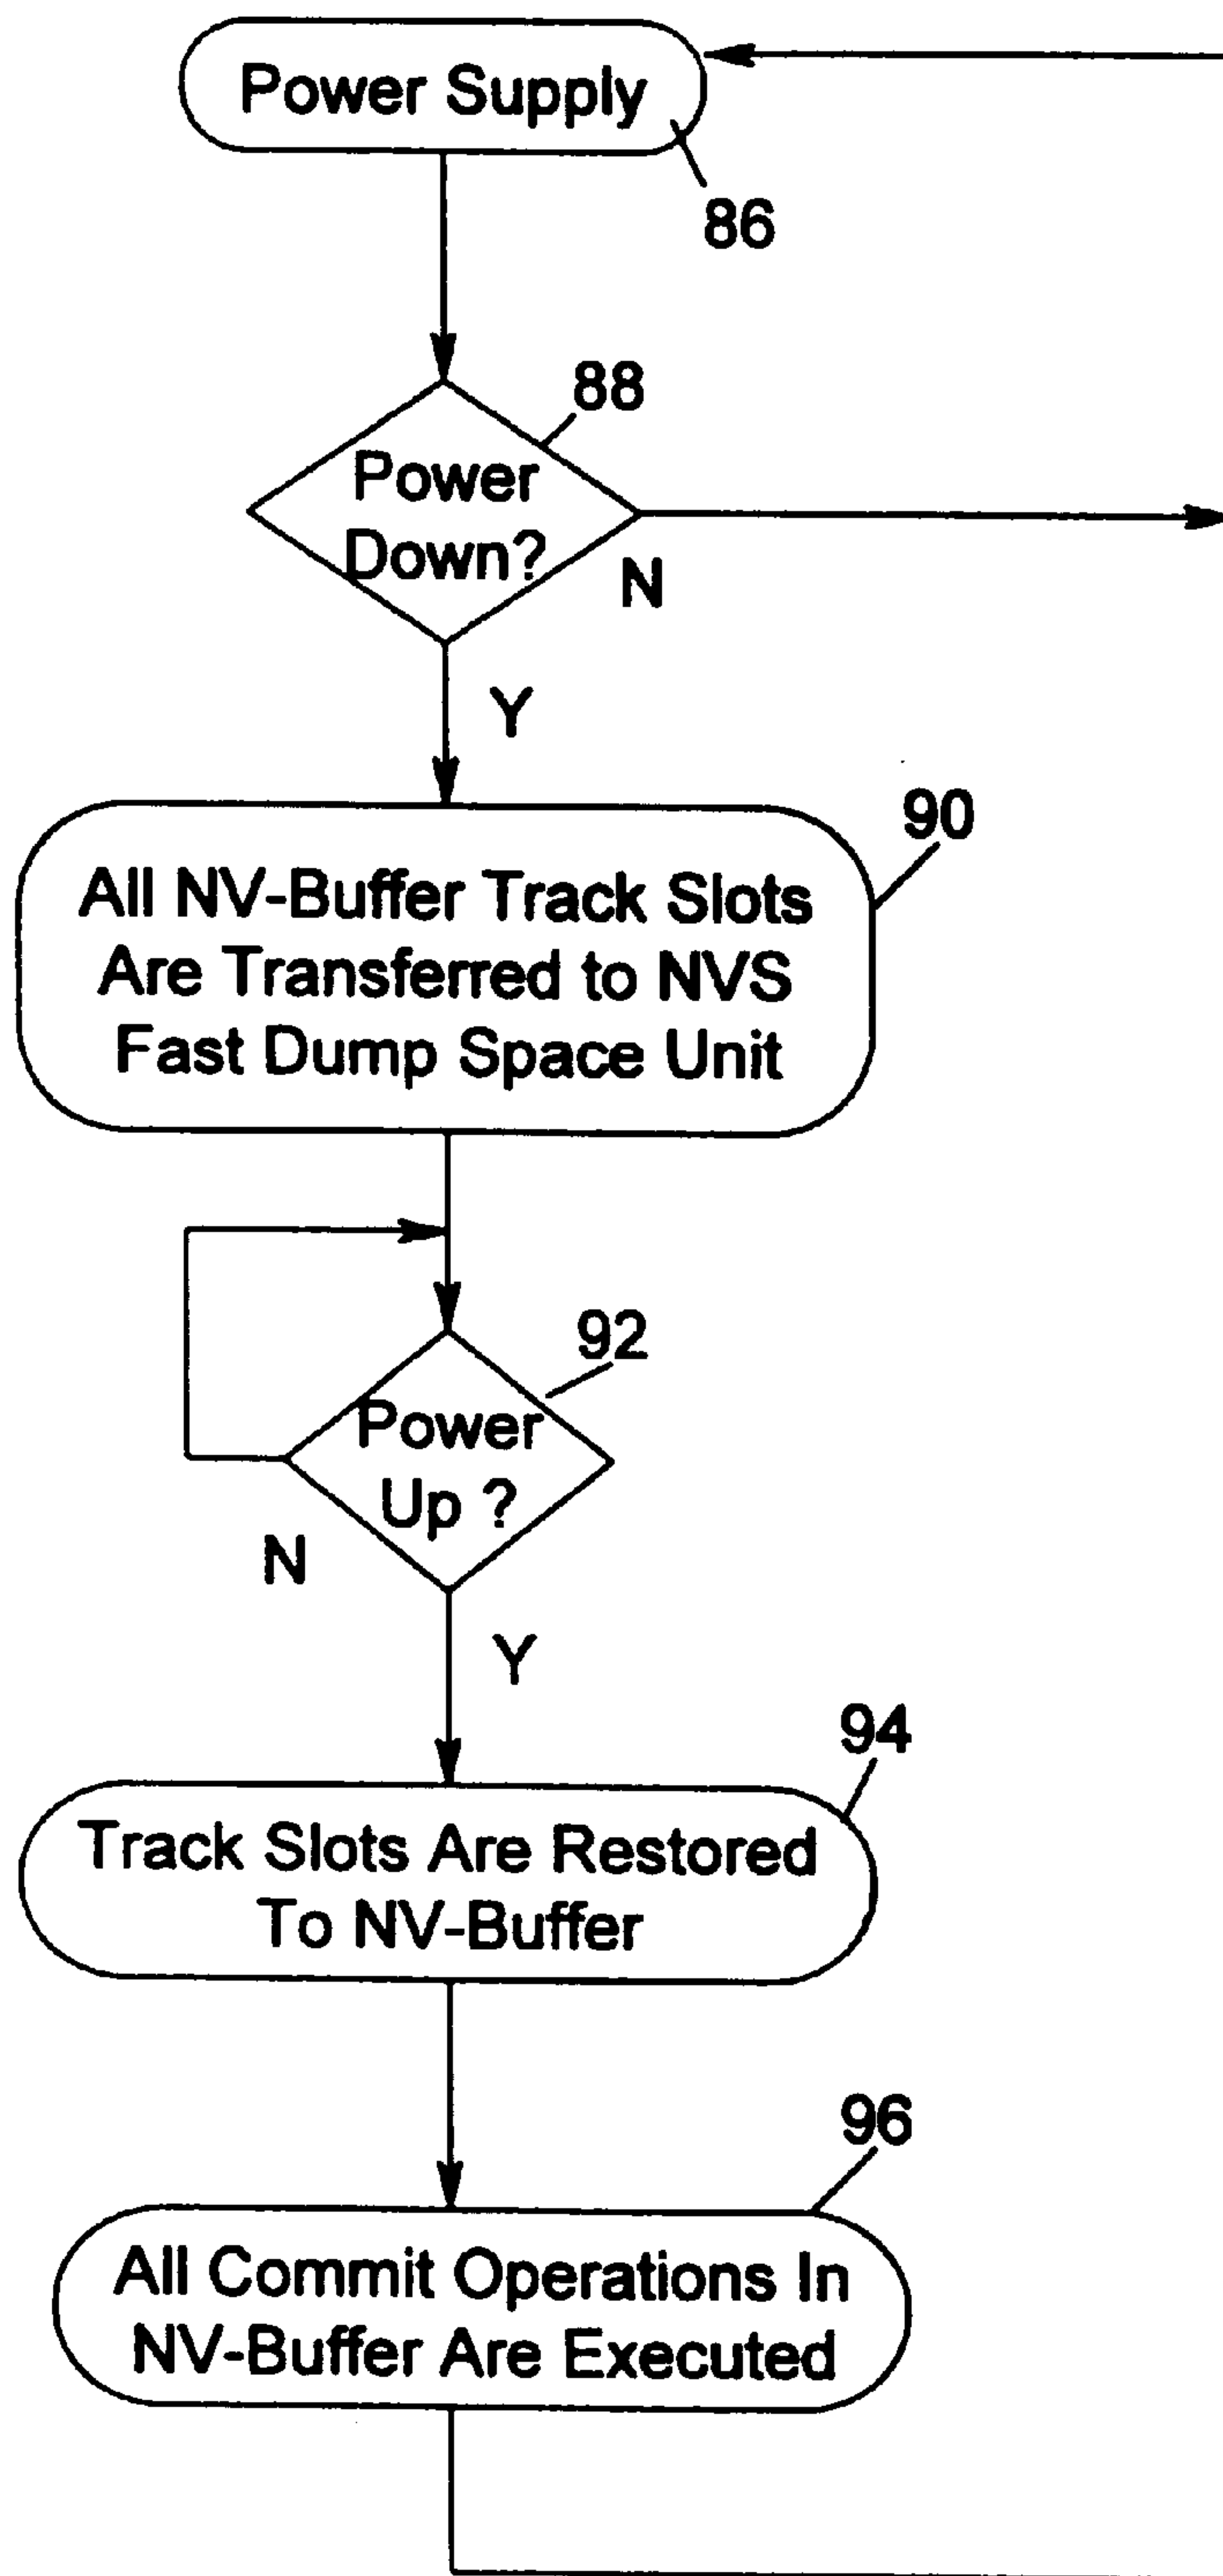 Power Supply
86
88
Power
Down?
N
Y
90
All NV-Buffer Track Slots
Are Transferred to NVS
Fast Dump Space Unit
92
Power
Up ?
N
Y
94
Track Slots Are Restored
To NV-Buffer
96
All Commit Operations In
NV-Buffer Are Executed